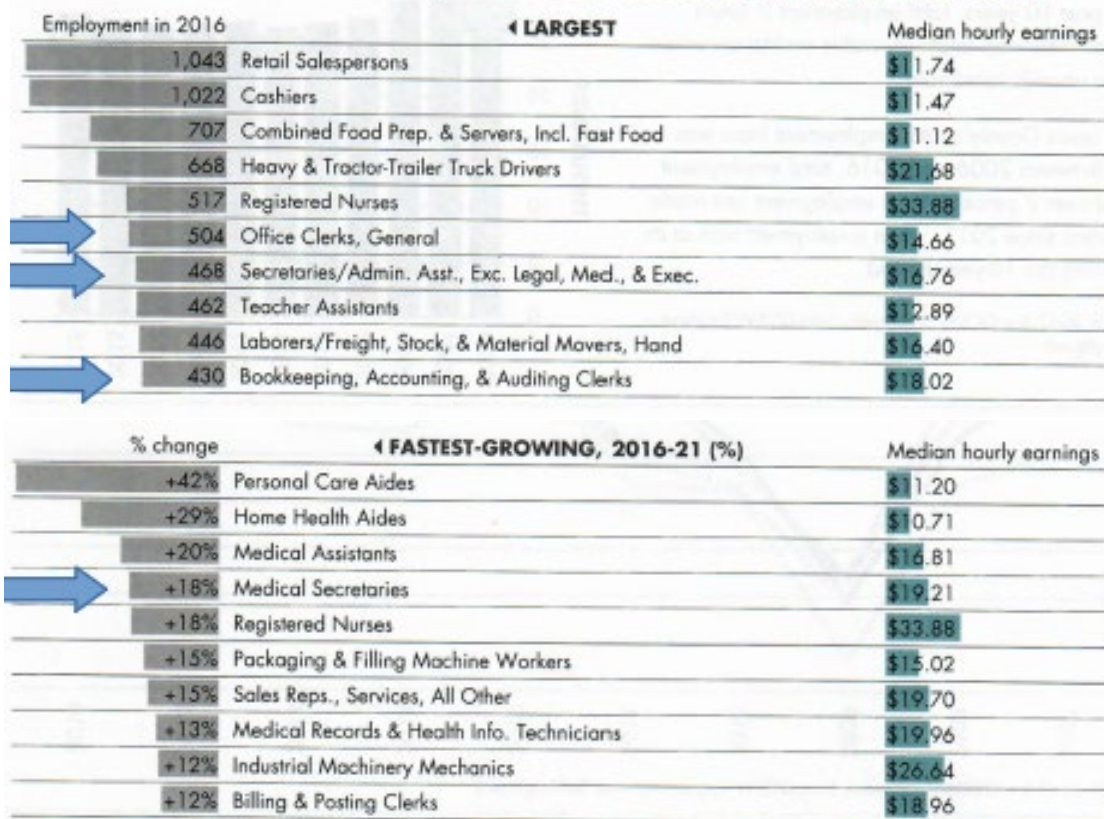 Employment in 2016 ◂ LARGEST Median hourly earnings
1,043 Retail Salespersons $11.74
1,022 Cashiers $11.47
707 Combined Food Prep. & Servers, Incl. Fast Food $11.12
668 Heavy & Tractor-Trailer Truck Drivers $21.68
517 Registered Nurses $33.88
504 Office Clerks, General $14.66
468 Secretaries/Admin. Asst., Exc. Legal, Med., & Exec. $16.76
462 Teacher Assistants $12.89
446 Laborers/Freight, Stock, & Material Movers, Hand $16.40
430 Bookkeeping, Accounting, & Auditing Clerks $18.02
% change ◂ FASTEST-GROWING, 2016-21 (%) Median hourly earnings
+42% Personal Care Aides $11.20
+29% Home Health Aides $10.71
+20% Medical Assistants $16.81
+18% Medical Secretaries $19.21
+18% Registered Nurses $33.88
+15% Packaging & Filling Machine Workers $15.02
+15% Sales Reps., Services, All Other $19.70
+13% Medical Records & Health Info. Technicians $19.96
+12% Industrial Machinery Mechanics $26.64
+12% Billing & Posting Clerks $18.96